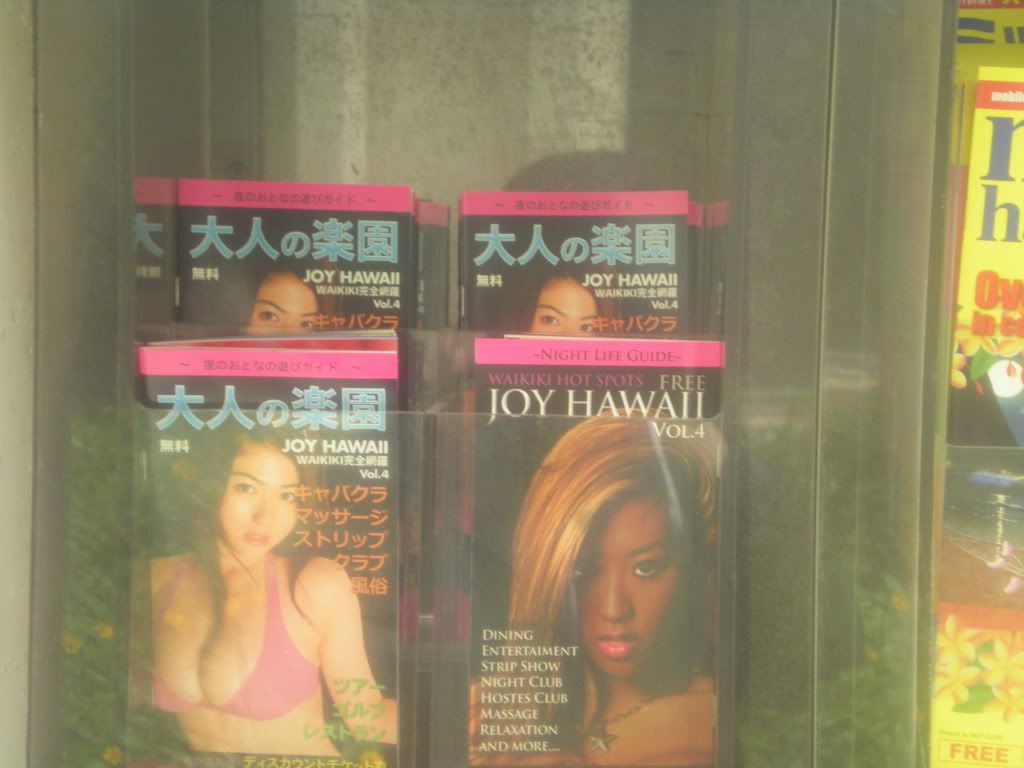 ～ 夜のおとなの遊びガイド ～
大人の楽園
無料
JOY HAWAII
WAIKIKI完全網羅
Vol.4
キャバクラ
～ 夜のおとなの遊びガイド ～
大人の楽園
無料
JOY HAWAII
WAIKIKI完全網羅
Vol.4
キャバクラ
～ 夜のおとなの遊びガイド ～
大人の楽園
無料
JOY HAWAII
WAIKIKI完全網羅
Vol.4
キャバクラ
マッサージ
ストリップ
クラブ
風俗
ツアー
ゴルフ
レストラン
ディスカウントチケット
~NIGHT LIFE GUIDE~
WAIKIKI HOT SPOTS FREE
JOY HAWAII
VOL.4
DINING
ENTERTAIMENT
STRIP SHOW
NIGHT CLUB
HOSTES CLUB
MASSAGE
RELAXATION
AND MORE....
FREE